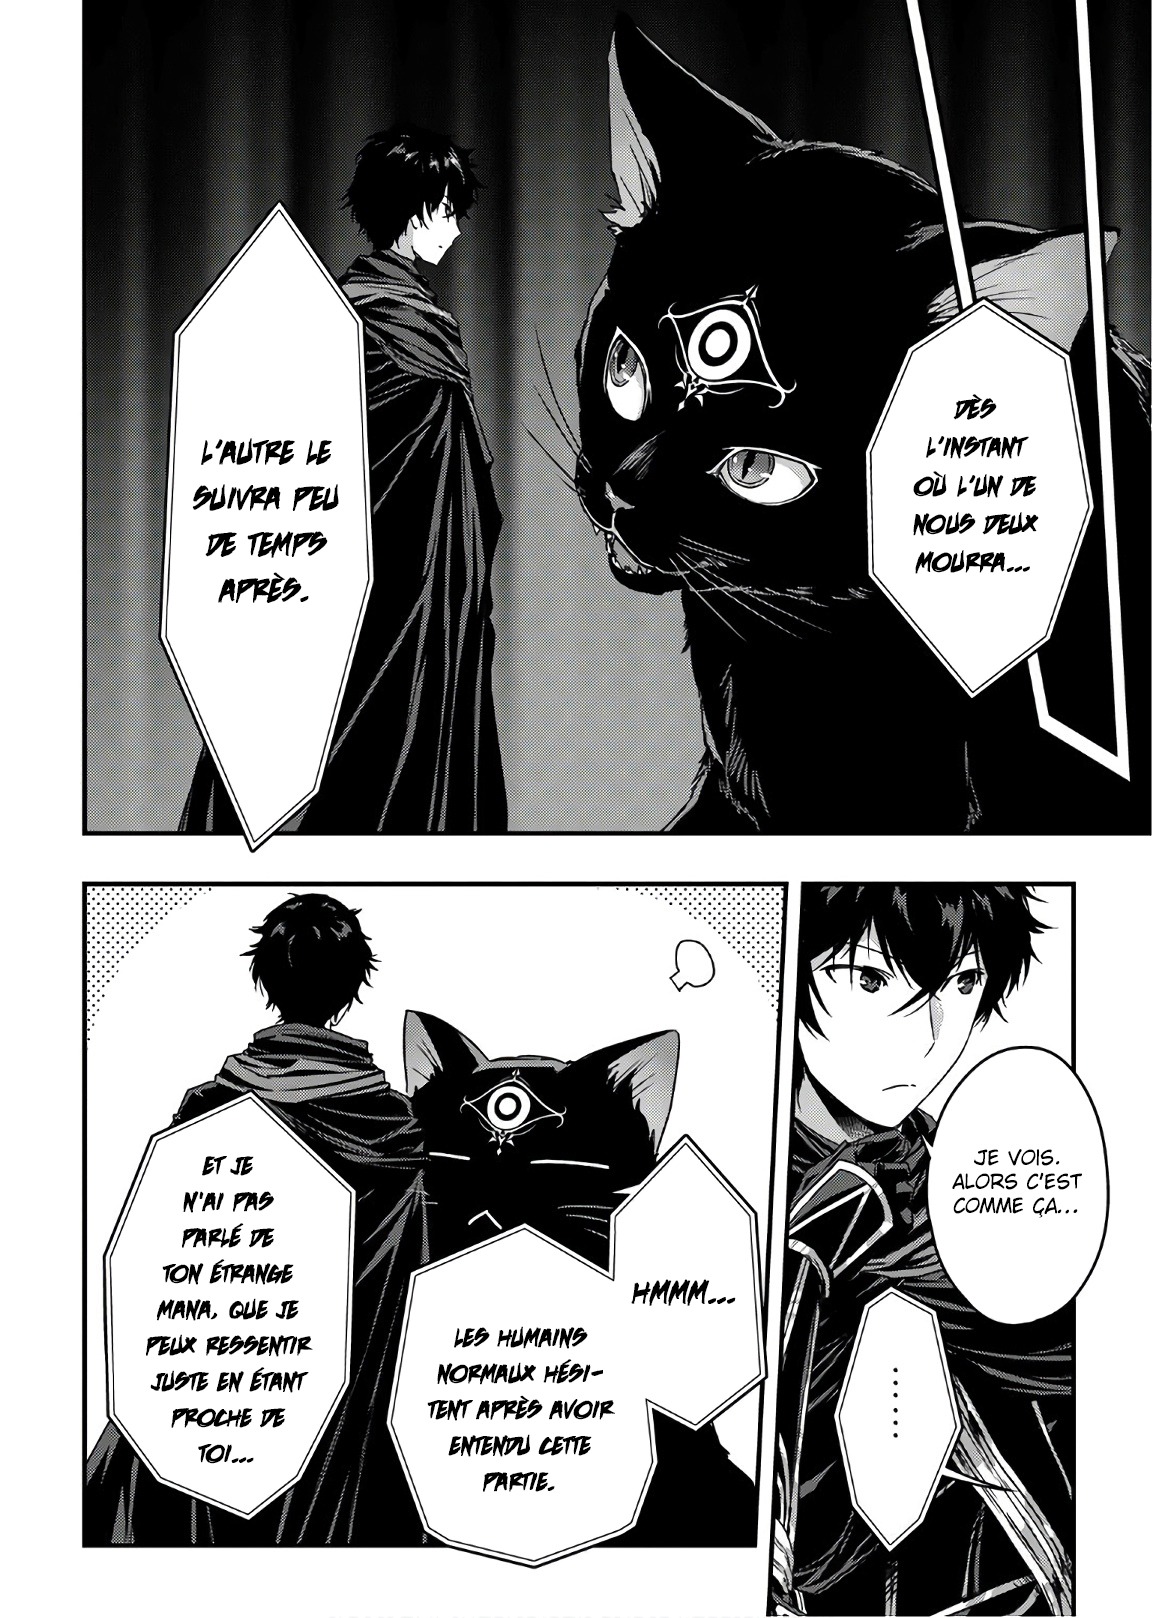 DÈS
L'INSTANT
OÙ L'UN DE
NOUS DEUX
MOURRA...
L'AUTRE LE
SUIVRA PEU
DE TEMPS
APRÈS.
JE VOIS.
ALORS C'EST
COMME ÇA...
......
HMMM...
LES HUMAINS
NORMAUX HÉSI-
TENT APRÈS AVOIR
ENTENDU CETTE
PARTIE.
ET JE
N'AI PAS
PARLÉ DE
TON ÉTRANGE
MANA, QUE JE
PEUX RESSENTIR
JUSTE EN ÉTANT
PROCHE DE
TOI...